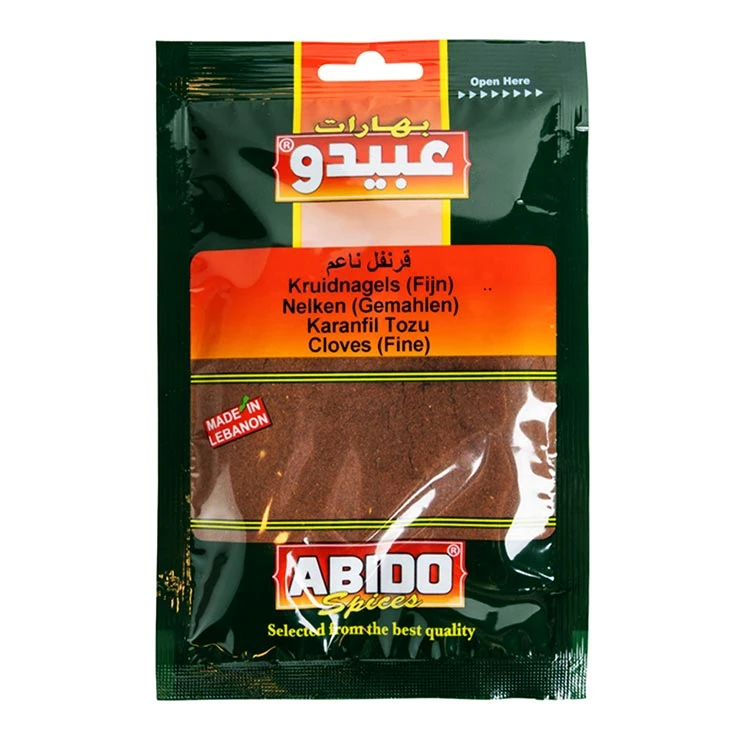 Open Here
بهارات
عبيدو®
قرنفل ناعم
Kruidnagels (Fijn)
Nelken (Gemahlen)
Karanfil Tozu
Cloves (Fine)
MADE IN
LEBANON
ABIDO®
Spices
Selected from the best quality